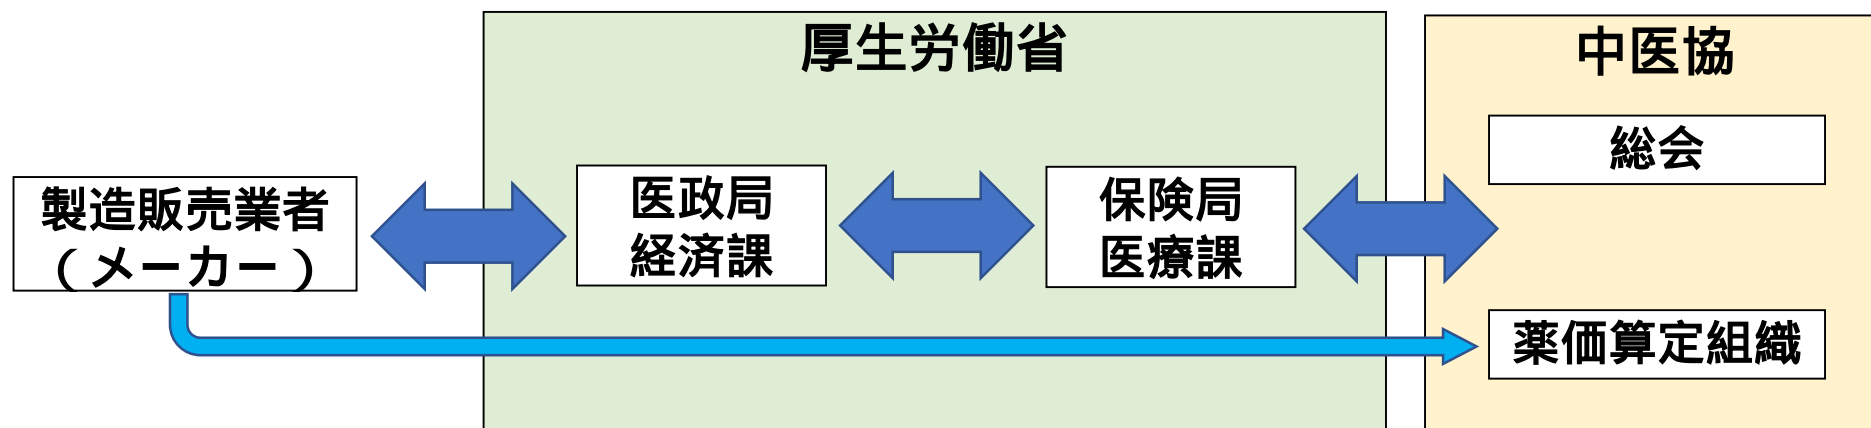 厚生労働省
中医協
総会
製造販売業者
（メーカー）
医政局
経済課
保険局
医療課
薬価算定組織